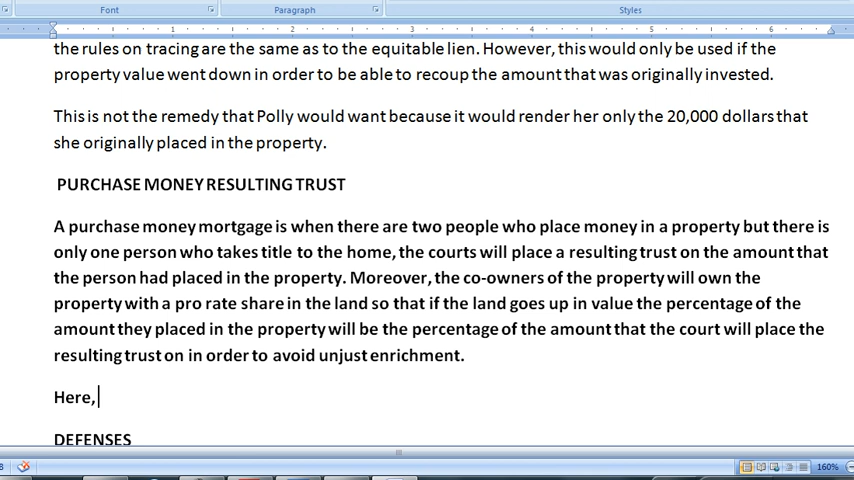 Font Paragraph Styles
1 2 3 4 5 6
the rules on tracing are the same as to the equitable lien. However, this would only be used if the
property value went down in order to be able to recoup the amount that was originally invested.
This is not the remedy that Polly would want because it would render her only the 20,000 dollars that
she originally placed in the property.
PURCHASE MONEY RESULTING TRUST
A purchase money mortgage is when there are two people who place money in a property but there is
only one person who takes title to the home, the courts will place a resulting trust on the amount that
the person had placed in the property. Moreover, the co-owners of the property will own the
property with a pro rate share in the land so that if the land goes up in value the percentage of the
amount they placed in the property will be the percentage of the amount that the court will place the
resulting trust on in order to avoid unjust enrichment.
Here,
DEFENSES
160%